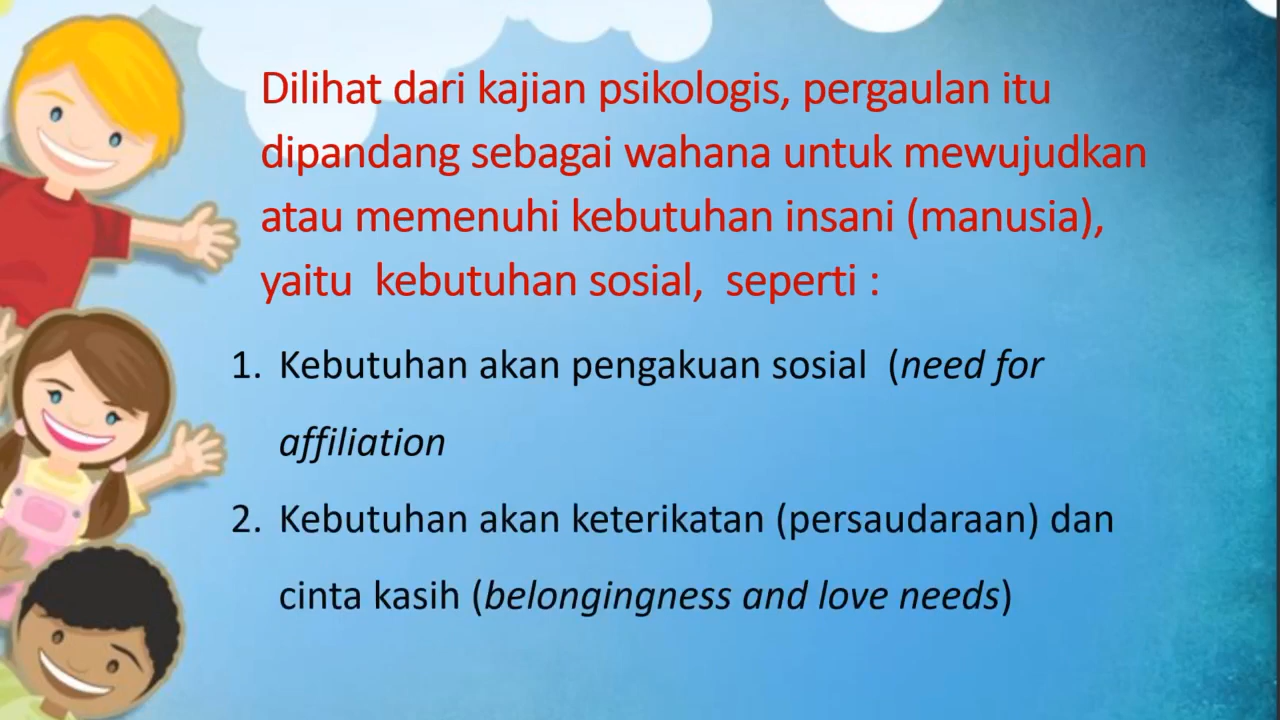 Dilihat dari kajian psikologis, pergaulan itu
dipandang sebagai wahana untuk mewujudkan
atau memenuhi kebutuhan insani (manusia),
yaitu  kebutuhan sosial,  seperti :
1. Kebutuhan akan pengakuan sosial  (need for
affiliation
2. Kebutuhan akan keterikatan (persaudaraan) dan
cinta kasih (belongingness and love needs)